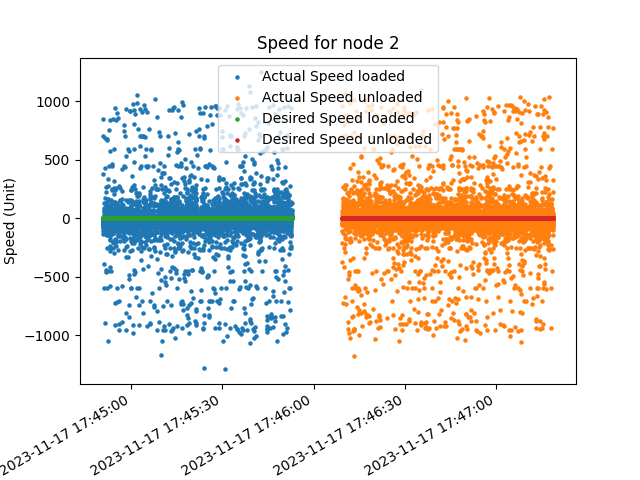 Speed for node 2
Actual Speed loaded
Actual Speed unloaded
Desired Speed loaded
Desired Speed unloaded
Speed (Unit)
1000
500
0
−500
−1000
2023-11-17 17:45:00
2023-11-17 17:45:30
2023-11-17 17:46:00
2023-11-17 17:46:30
2023-11-17 17:47:00